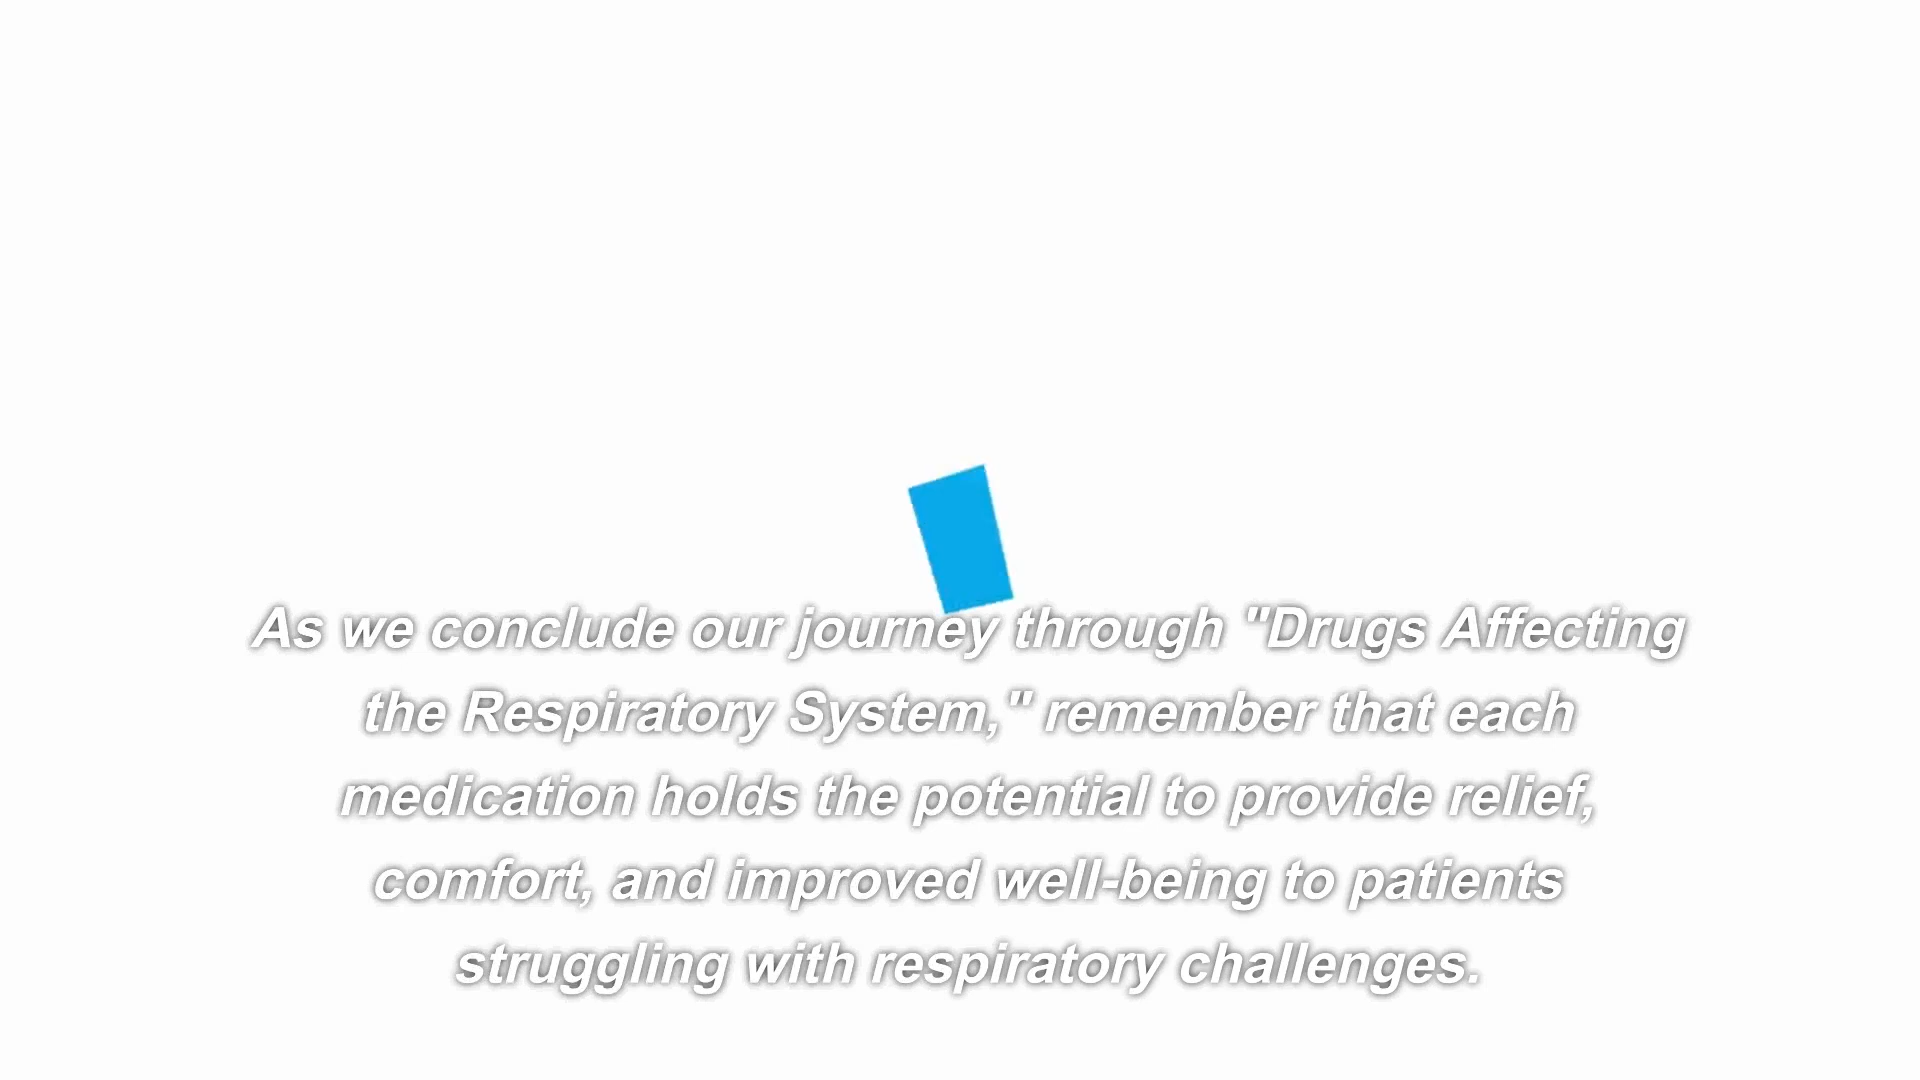 As we conclude our journey through "Drugs Affecting
the Respiratory System," remember that each
medication holds the potential to provide relief,
comfort, and improved well-being to patients
struggling with respiratory challenges.